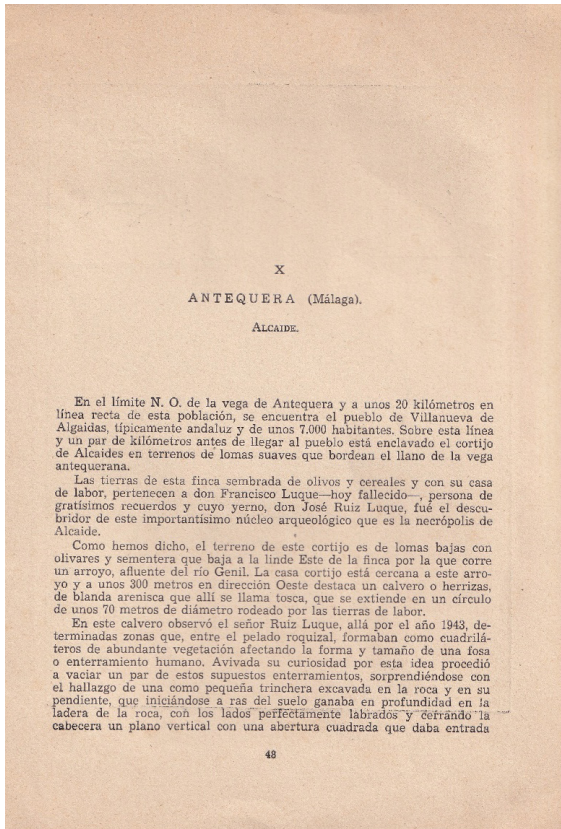 X
ANTEQUERA (Málaga).
ALCAIDE.
En el límite N. O. de la vega de Antequera y a unos 20 kilómetros en
línea recta de esta población, se encuentra el pueblo de Villanueva de
Algaidas, típicamente andaluz y de unos 7.000 habitantes. Sobre esta línea
y un par de kilómetros antes de llegar al pueblo está enclavado el cortijo
de Alcaides en terrenos de lomas suaves que bordean el llano de la vega
antequerana.
Las tierras de esta finca sembrada de olivos y cereales y con su casa
de labor, pertenecen a don Francisco Luque—hoy fallecido—, persona de
gratísimos recuerdos y cuyo yerno, don José Ruiz Luque, fué el descu-
bridor de este importantísimo núcleo arqueológico que es la necrópolis de
Alcaide.
Como hemos dicho, el terreno de este cortijo es de lomas bajas con
olivares y sementera que baja a la linde Este de la finca por la que corre
un arroyo, afluente del río Genil. La casa cortijo está cercana a este arro-
yo y a unos 300 metros en dirección Oeste destaca un calvero o herrizas,
de blanda arenisca que allí se llama tosca, que se extiende en un círculo
de unos 70 metros de diámetro rodeado por las tierras de labor.
En este calvero observó el señor Ruiz Luque, allá por el año 1943, de-
terminadas zonas que, entre el pelado roquizal, formaban como cuadrilá-
teros de abundante vegetación afectando la forma y tamaño de una fosa
o enterramiento humano. Avivada su curiosidad por esta idea procedió
a vaciar un par de estos supuestos enterramientos, sorprendiéndose con
el hallazgo de una como pequeña trinchera excavada en la roca y en su
pendiente, que iniciándose a ras del suelo ganaba en profundidad en la
ladera de la roca, con los lados perfectamente labrados y cerrando la
cabecera un plano vertical con una abertura cuadrada que daba entrada
48